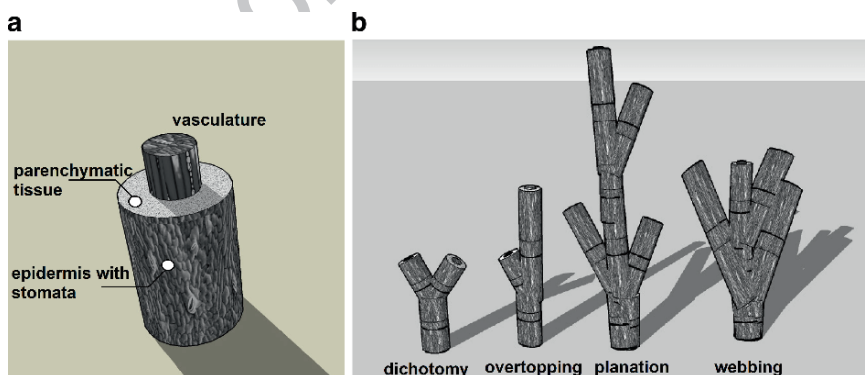 a
b
vasculature
parenchymatic
tissue
epidermis with
stomata
dichotomy overtopping planation webbing